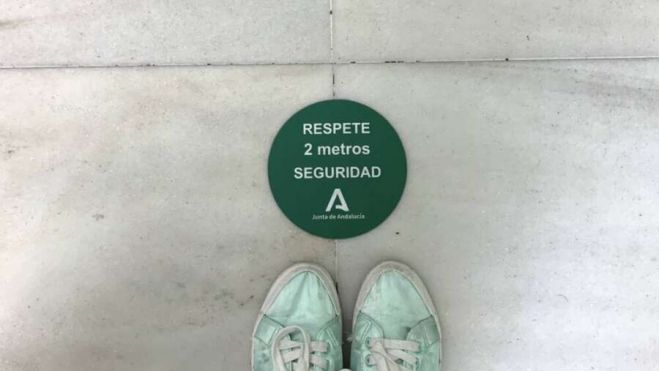 RESPETE
2 metros
SEGURIDAD
Junta de Andalucía